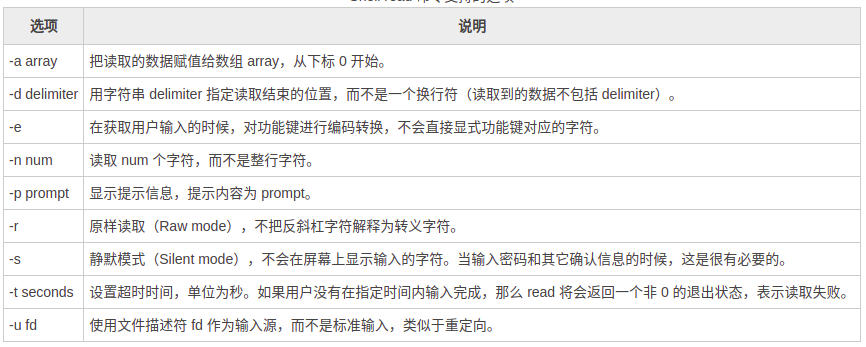 选项 说明
-a array 把读取的数据赋值给数组 array，从下标 0 开始。
-d delimiter 用字符串 delimiter 指定读取结束的位置，而不是一个换行符（读取到的数据不包括 delimiter）。
-e 在获取用户输入的时候，对功能键进行编码转换，不会直接显式功能键对应的字符。
-n num 读取 num 个字符，而不是整行字符。
-p prompt 显示提示信息，提示内容为 prompt。
-r 原样读取（Raw mode），不把反斜杠字符解释为转义字符。
-s 静默模式（Silent mode），不会在屏幕上显示输入的字符。当输入密码和其它确认信息的时候，这是很有必要的。
-t seconds 设置超时时间，单位为秒。如果用户没有在指定时间内输入完成，那么 read 将会返回一个非 0 的退出状态，表示读取失败。
-u fd 使用文件描述符 fd 作为输入源，而不是标准输入，类似于重定向。